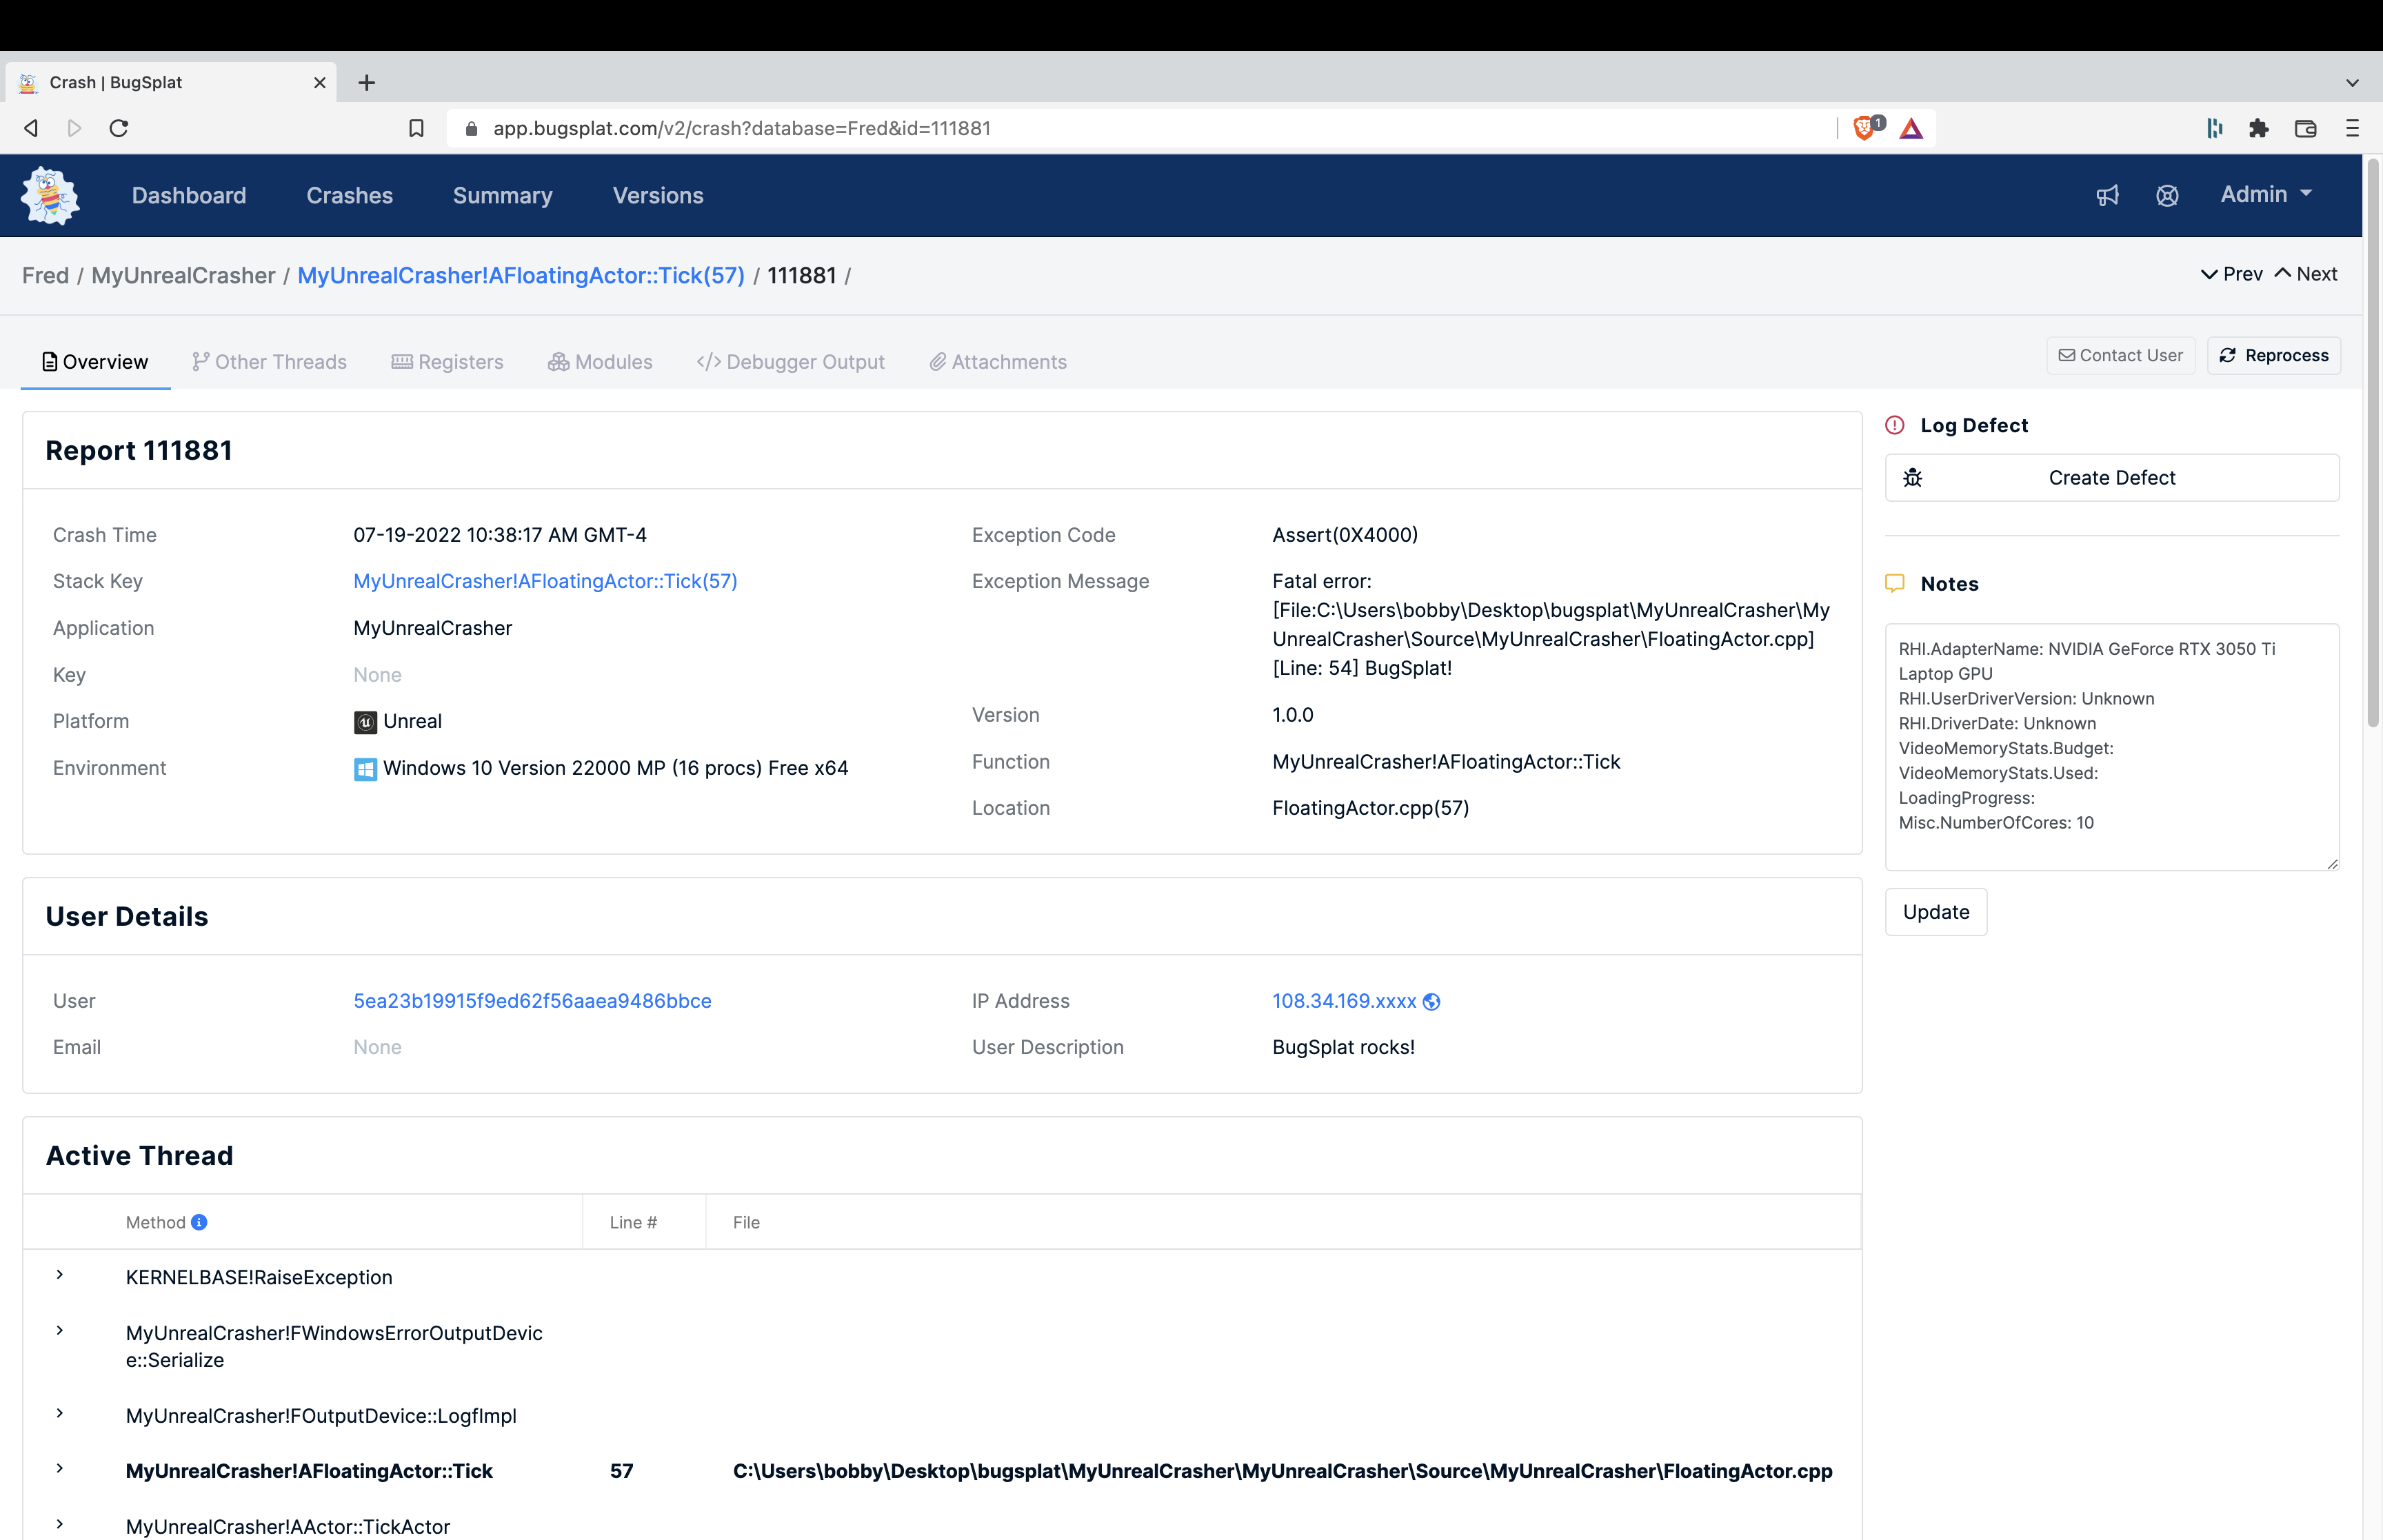 Crash | BugSplat
app.bugsplat.com/v2/crash?database=Fred&id=111881
1
Dashboard Crashes Summary Versions Admin
Fred / MyUnrealCrasher / MyUnrealCrasher!AFloatingActor::Tick(57) / 111881 /
Prev Next
Overview Other Threads Registers Modules </> Debugger Output Attachments
Contact User Reprocess
Report 111881
Crash Time 07-19-2022 10:38:17 AM GMT-4
Stack Key MyUnrealCrasher!AFloatingActor::Tick(57)
Application MyUnrealCrasher
Key None
Platform Unreal
Environment Windows 10 Version 22000 MP (16 procs) Free x64
Exception Code Assert(0X4000)
Exception Message Fatal error:
[File:C:\Users\bobby\Desktop\bugsplat\MyUnrealCrasher\My
UnrealCrasher\Source\MyUnrealCrasher\FloatingActor.cpp]
[Line: 54] BugSplat!
Version 1.0.0
Function MyUnrealCrasher!AFloatingActor::Tick
Location FloatingActor.cpp(57)
Log Defect
Create Defect
Notes
RHI.AdapterName: NVIDIA GeForce RTX 3050 Ti
Laptop GPU
RHI.UserDriverVersion: Unknown
RHI.DriverDate: Unknown
VideoMemoryStats.Budget:
VideoMemoryStats.Used:
LoadingProgress:
Misc.NumberOfCores: 10
Update
User Details
User 5ea23b19915f9ed62f56aaea9486bbce
Email None
IP Address 108.34.169.xxxx
User Description BugSplat rocks!
Active Thread
Method Line # File
KERNELBASE!RaiseException
MyUnrealCrasher!FWindowsErrorOutputDevic
e::Serialize
MyUnrealCrasher!FOutputDevice::LogfImpl
MyUnrealCrasher!AFloatingActor::Tick 57 C:\Users\bobby\Desktop\bugsplat\MyUnrealCrasher\MyUnrealCrasher\Source\MyUnrealCrasher\FloatingActor.cpp
MyUnrealCrasher!AActor::TickActor